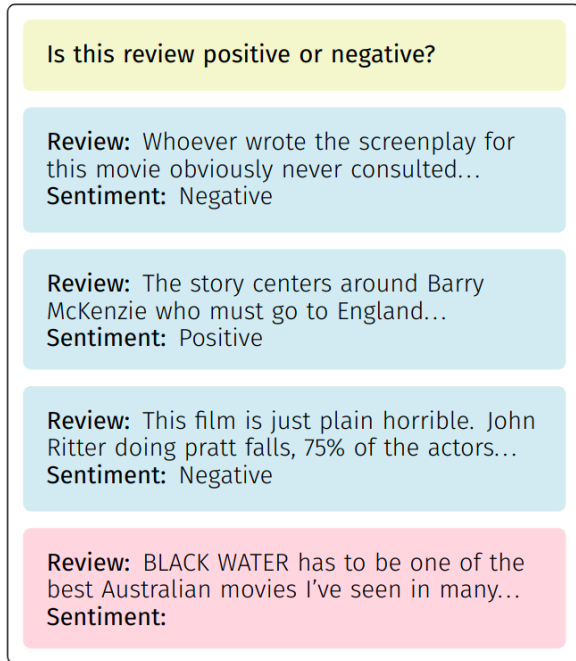 Is this review positive or negative?
Review: Whoever wrote the screenplay for
this movie obviously never consulted...
Sentiment: Negative
Review: The story centers around Barry
McKenzie who must go to England...
Sentiment: Positive
Review: This film is just plain horrible. John
Ritter doing pratt falls, 75% of the actors...
Sentiment: Negative
Review: BLACK WATER has to be one of the
best Australian movies I've seen in many...
Sentiment: